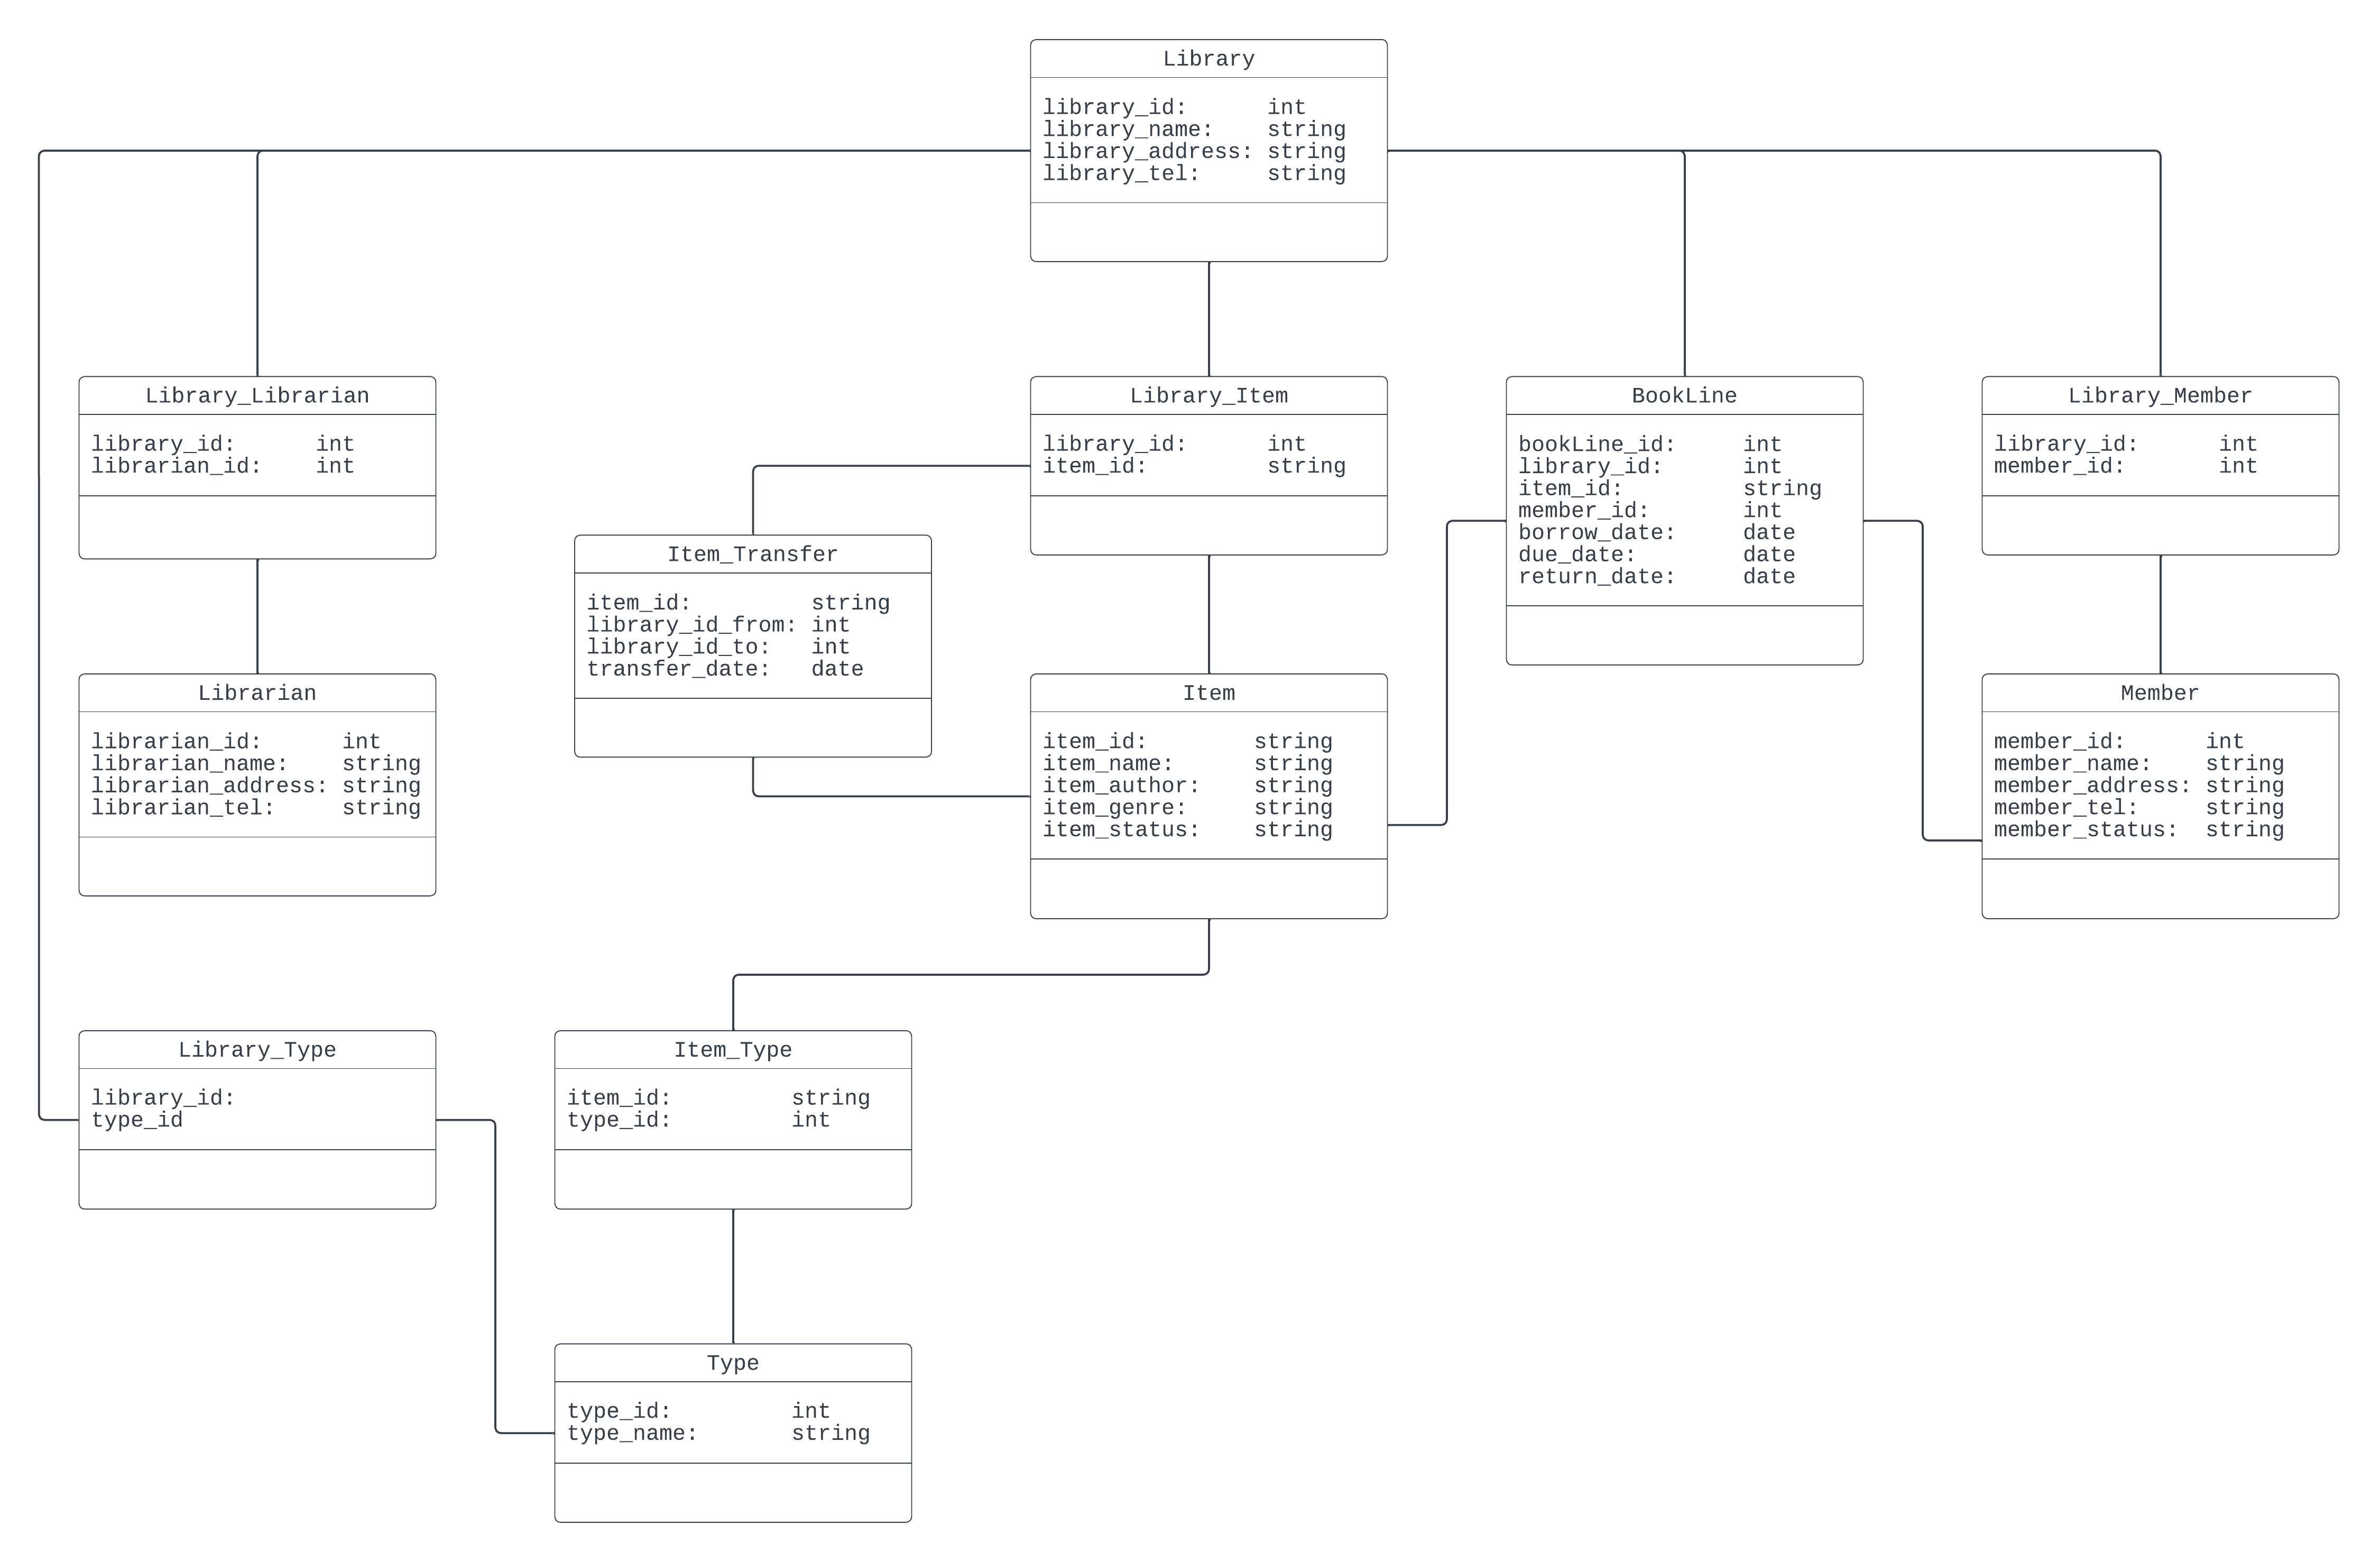 Library
library_id: int
library_name: string
library_address: string
library_tel: string
Library_Librarian
library_id: int
librarian_id: int
Library_Item
library_id: int
item_id: string
BookLine
bookLine_id: int
library_id: int
item_id: string
member_id: int
borrow_date: date
due_date: date
return_date: date
Library_Member
library_id: int
member_id: int
Item_Transfer
item_id: string
library_id_from: int
library_id_to: int
transfer_date: date
Librarian
librarian_id: int
librarian_name: string
librarian_address: string
librarian_tel: string
Item
item_id: string
item_name: string
item_author: string
item_genre: string
item_status: string
Member
member_id: int
member_name: string
member_address: string
member_tel: string
member_status: string
Library_Type
library_id:
type_id
Item_Type
item_id: string
type_id: int
Type
type_id: int
type_name: string